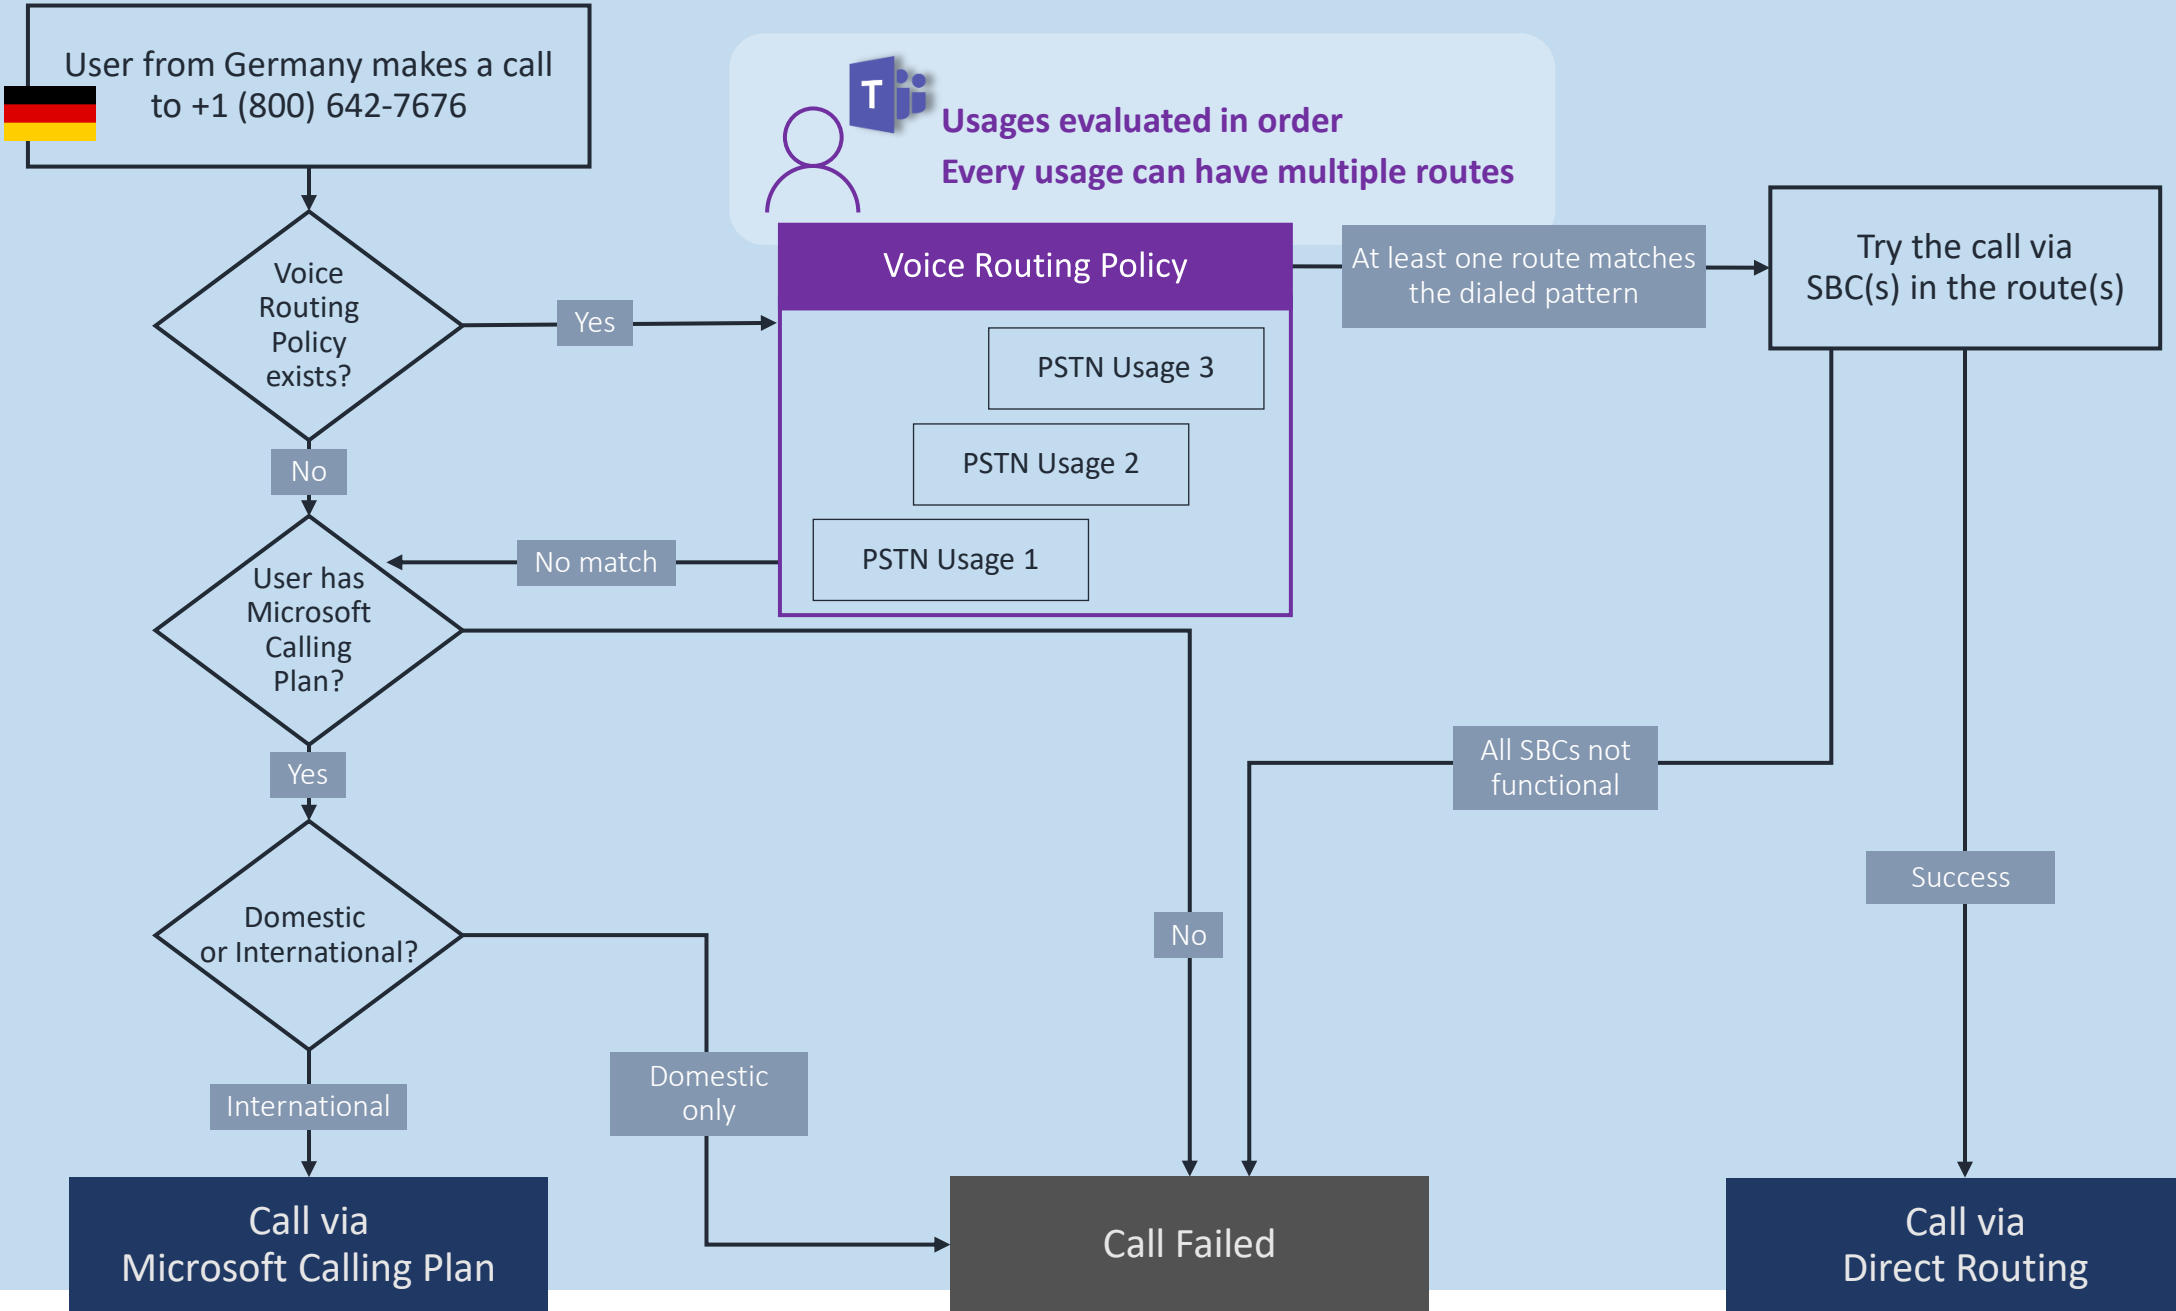 User from Germany makes a call
to +1 (800) 642-7676
T
Usages evaluated in order
Every usage can have multiple routes
Voice
Routing
Policy
exists?
Yes
Voice Routing Policy
At least one route matches
the dialed pattern
Try the call via
SBC(s) in the route(s)
PSTN Usage 3
PSTN Usage 2
PSTN Usage 1
No
No match
User has
Microsoft
Calling
Plan?
Yes
All SBCs not
functional
Success
Domestic
or International?
No
Domestic
only
International
Call via
Microsoft Calling Plan
Call Failed
Call via
Direct Routing